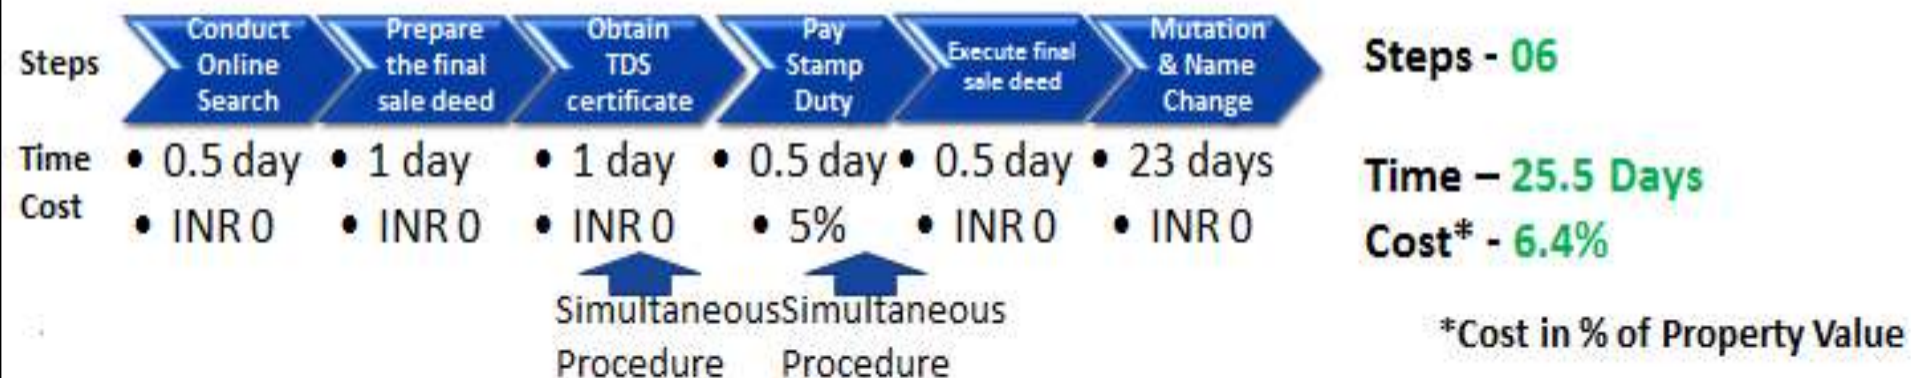 Steps
Conduct
Online
Search
Prepare
the final
sale deed
Obtain
TDS
certificate
Pay
Stamp
Duty
Execute final
sale deed
Mutation
& Name
Change
Steps - 06
Time • 0.5 day • 1 day • 1 day • 0.5 day • 0.5 day • 23 days
Cost • INR 0 • INR 0 • INR 0 • 5% • INR 0 • INR 0
Time – 25.5 Days
Cost* - 6.4%
Simultaneous
Procedure
Simultaneous
Procedure
*Cost in % of Property Value